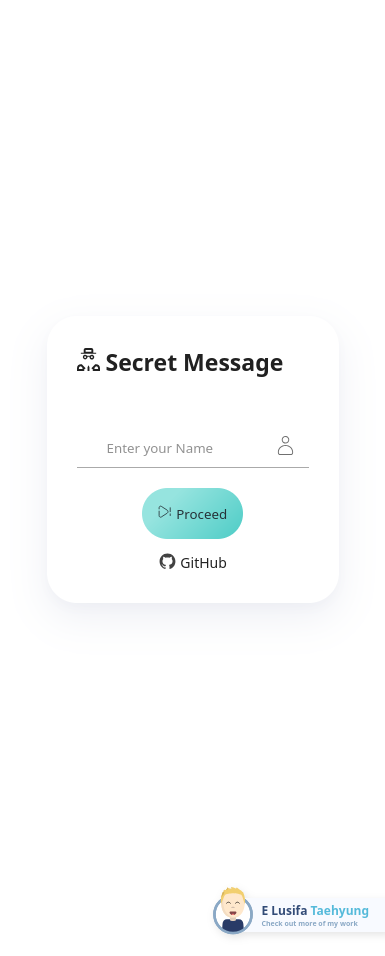 Secret Message
Enter your Name
Proceed
GitHub
E Lusifa Taehyung
Check out more of my work